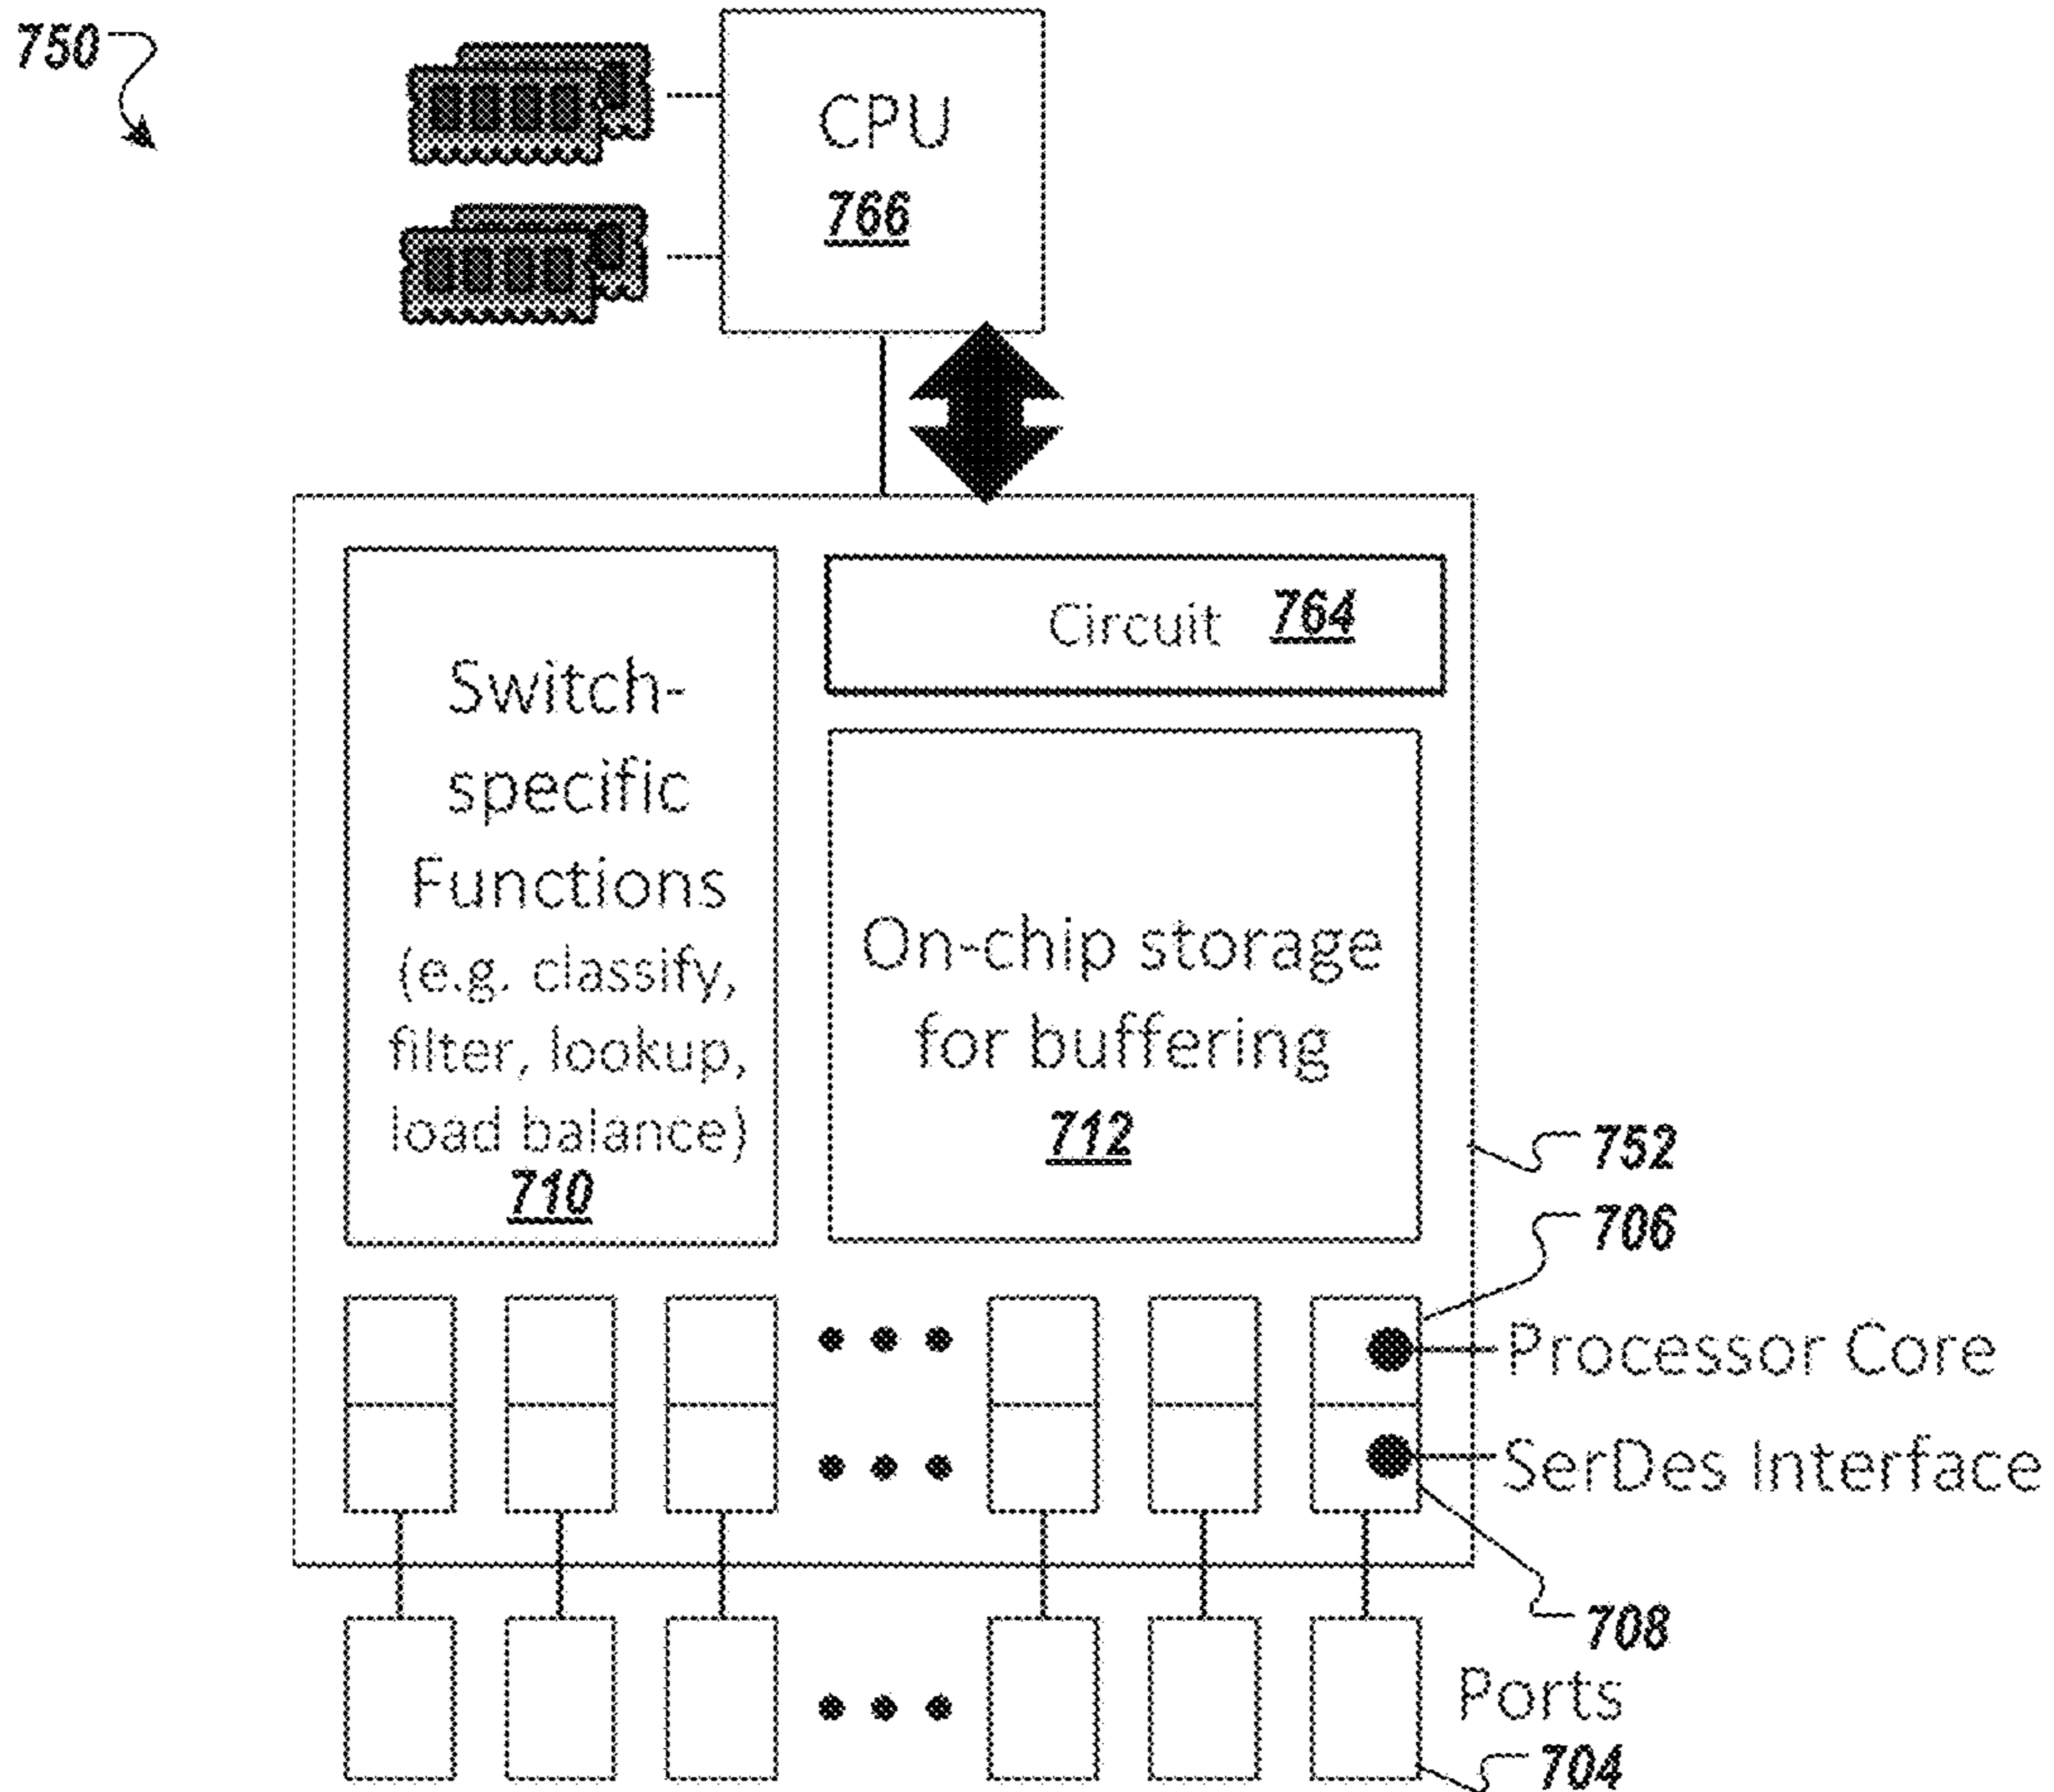 750
CPU
766
Circuit 764
Switch-
specific
Functions
(e.g. classify,
filter, lookup,
load balance)
710
On-chip storage
for buffering
712
752
706
Processor Core
SerDes Interface
708
Ports
704